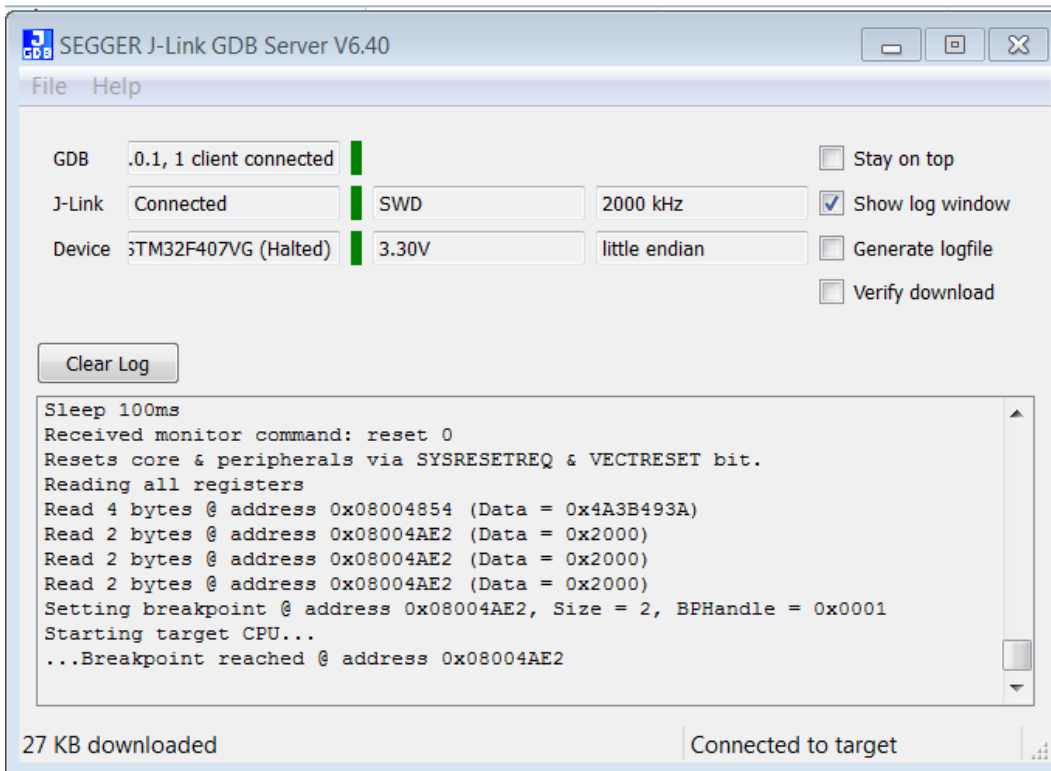 J
GDB
SEGGER J-Link GDB Server V6.40
File Help
GDB .0.1, 1 client connected Stay on top
J-Link Connected SWD 2000 kHz Show log window
Device STM32F407VG (Halted) 3.30V little endian Generate logfile
Verify download
Clear Log
Sleep 100ms
Received monitor command: reset 0
Resets core & peripherals via SYSRESETREQ & VECTRESET bit.
Reading all registers
Read 4 bytes @ address 0x08004854 (Data = 0x4A3B493A)
Read 2 bytes @ address 0x08004AE2 (Data = 0x2000)
Read 2 bytes @ address 0x08004AE2 (Data = 0x2000)
Read 2 bytes @ address 0x08004AE2 (Data = 0x2000)
Setting breakpoint @ address 0x08004AE2, Size = 2, BPHandle = 0x0001
Starting target CPU...
...Breakpoint reached @ address 0x08004AE2
27 KB downloaded Connected to target